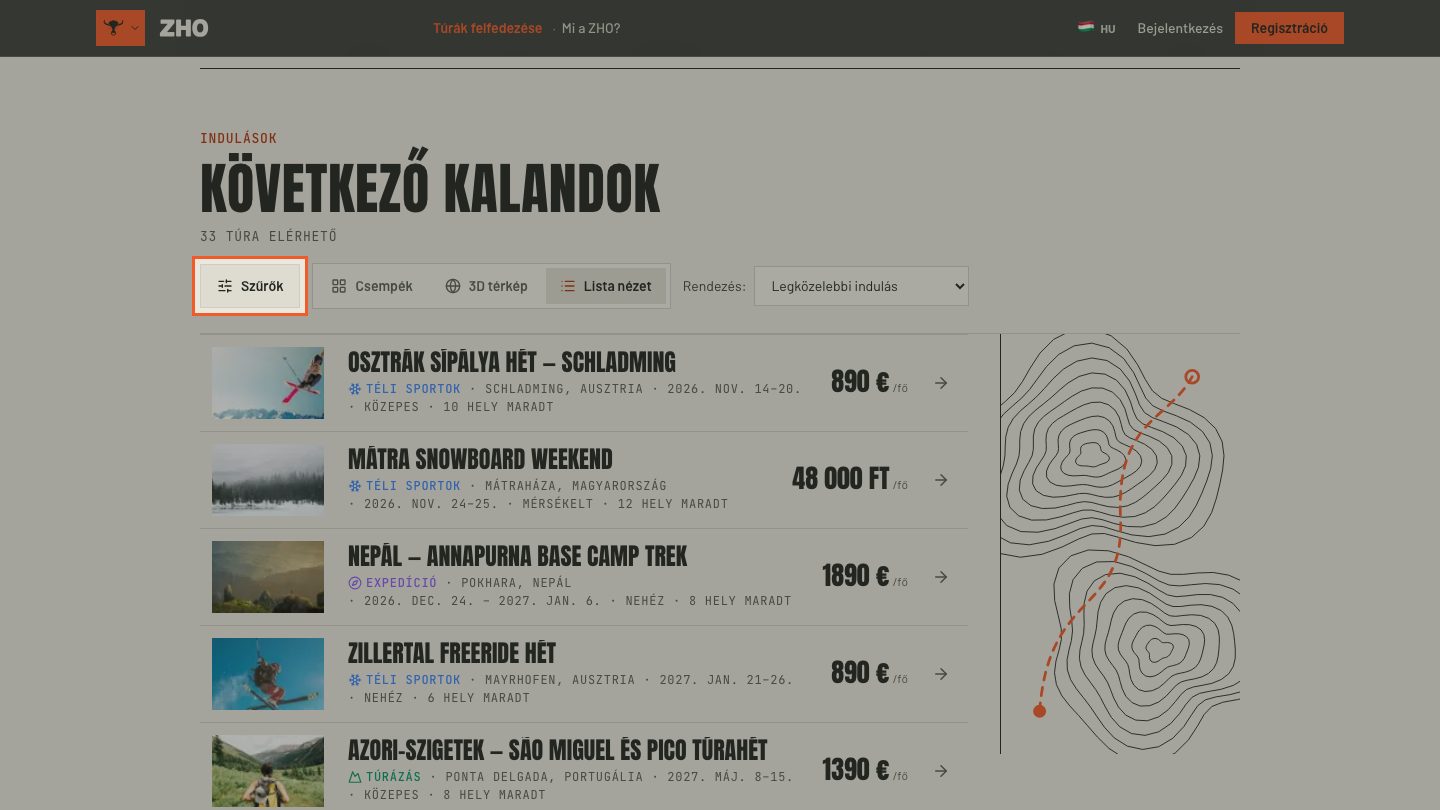 ZHO
Túrák felfedezése · Mi a ZHO?
HU
Bejelentkezés
Regisztráció
INDULÁSOK
KÖVETKEZŐ KALANDOK
33 TÚRA ELÉRHETŐ
Szűrők
Csempék
3D térkép
Lista nézet
Rendezés:
Legközelebbi indulás
OSZTRÁK SÍPÁLYA HÉT – SCHLADMING
TÉLI SPORTOK · SCHLADMING, AUSZTRIA · 2026. NOV. 14–20.
· KÖZEPES · 10 HELY MARADT
890 € /fő
MÁTRA SNOWBOARD WEEKEND
TÉLI SPORTOK · MÁTRAHÁZA, MAGYARORSZÁG
· 2026. NOV. 24–25. · MÉRSÉKELT · 12 HELY MARADT
48 000 FT /fő
NEPÁL – ANNAPURNA BASE CAMP TREK
EXPEDÍCIÓ · POKHARA, NEPÁL
· 2026. DEC. 24. – 2027. JAN. 6. · NEHÉZ · 8 HELY MARADT
1890 € /fő
ZILLERTAL FREERIDE HÉT
TÉLI SPORTOK · MAYRHOFEN, AUSZTRIA · 2027. JAN. 21–26.
· NEHÉZ · 6 HELY MARADT
890 € /fő
AZORI-SZIGETEK – SÃO MIGUEL ÉS PICO TÚRAHÉT
TÚRÁZÁS · PONTA DELGADA, PORTUGÁLIA · 2027. MÁJ. 8–15.
· KÖZEPES · 8 HELY MARADT
1390 € /fő